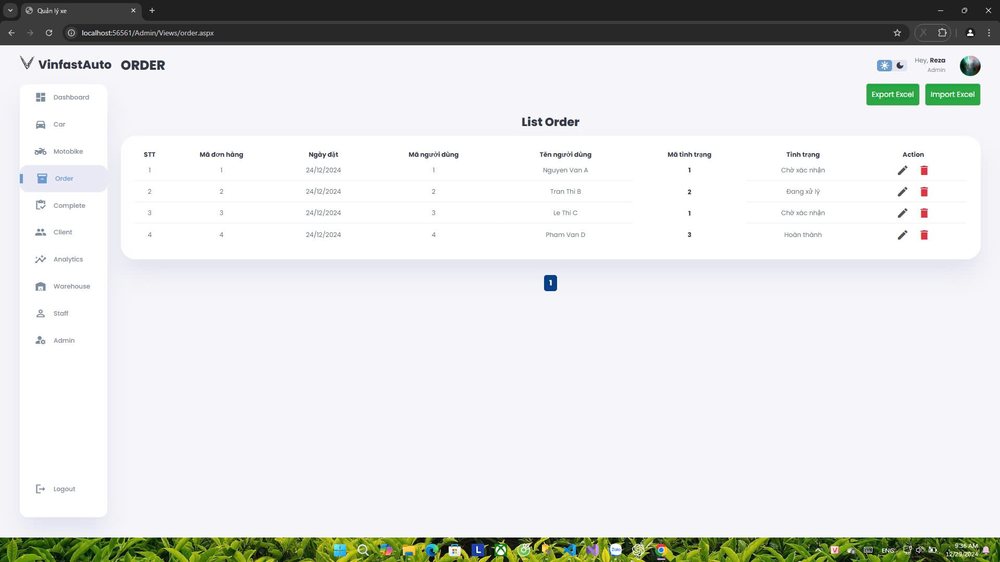 Quản lý xe
localhost:56561/Admin/Views/order.aspx
VinfastAuto
ORDER
Hey, Reza
Admin
Export Excel
Import Excel
Dashboard
Car
Motobike
Order
Complete
Client
Analytics
Warehouse
Staff
Admin
Logout
List Order
STT Mã đơn hàng Ngày đặt Mã người dùng Tên người dùng Mã tình trạng Tình trạng Action
1 1 24/12/2024 1 Nguyen Van A 1 Chờ xác nhận
2 2 24/12/2024 2 Tran Thi B 2 Đang xử lý
3 3 24/12/2024 3 Le Thi C 1 Chờ xác nhận
4 4 24/12/2024 4 Pham Van D 3 Hoàn thành
1
L
Zalo
V
ENG
9:36 AM
12/25/2024